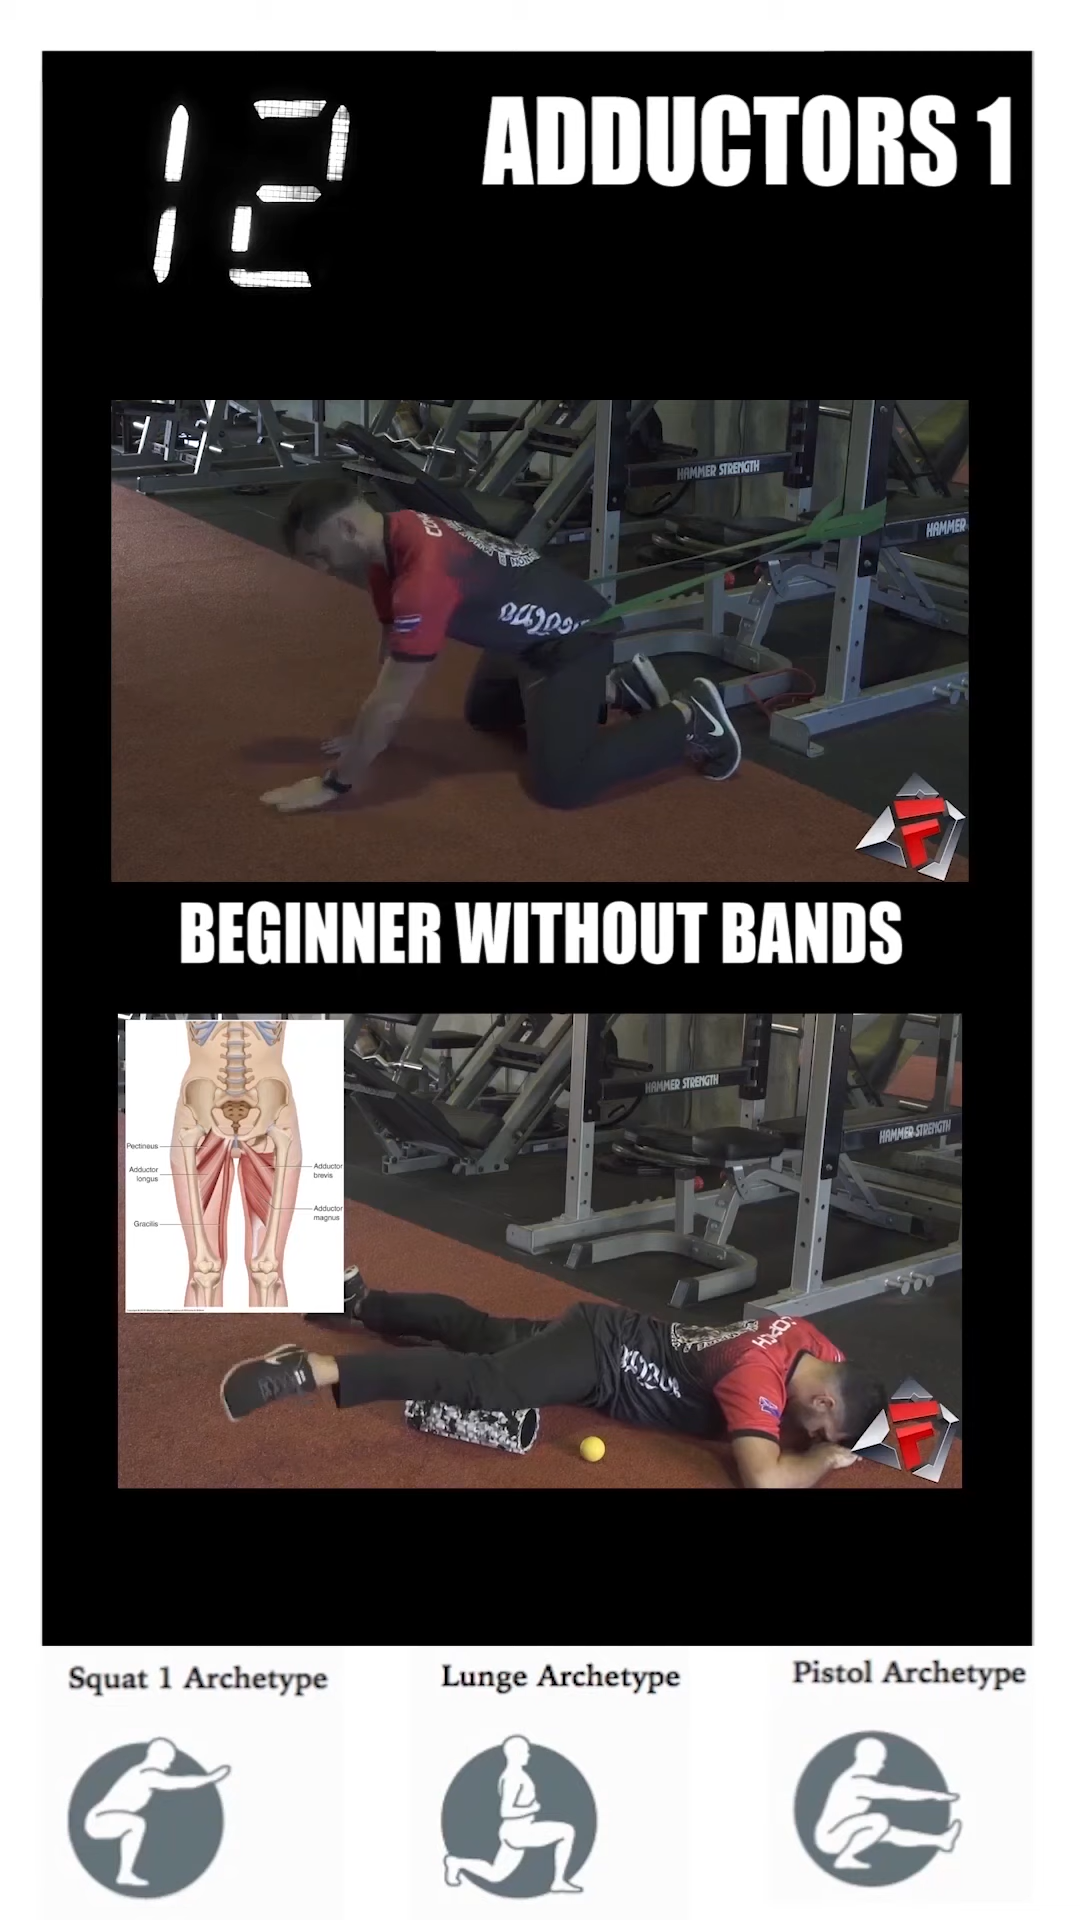 12
ADDUCTORS 1
HAMMER STRENGTH
HAMMER
BEGINNER WITHOUT BANDS
HAMMER STRENGTH
HAMMER STRENGTH
Pectineus
Adductor
longus
Gracilis
Adductor
brevis
Adductor
magnus
Squat 1 Archetype
Lunge Archetype
Pistol Archetype